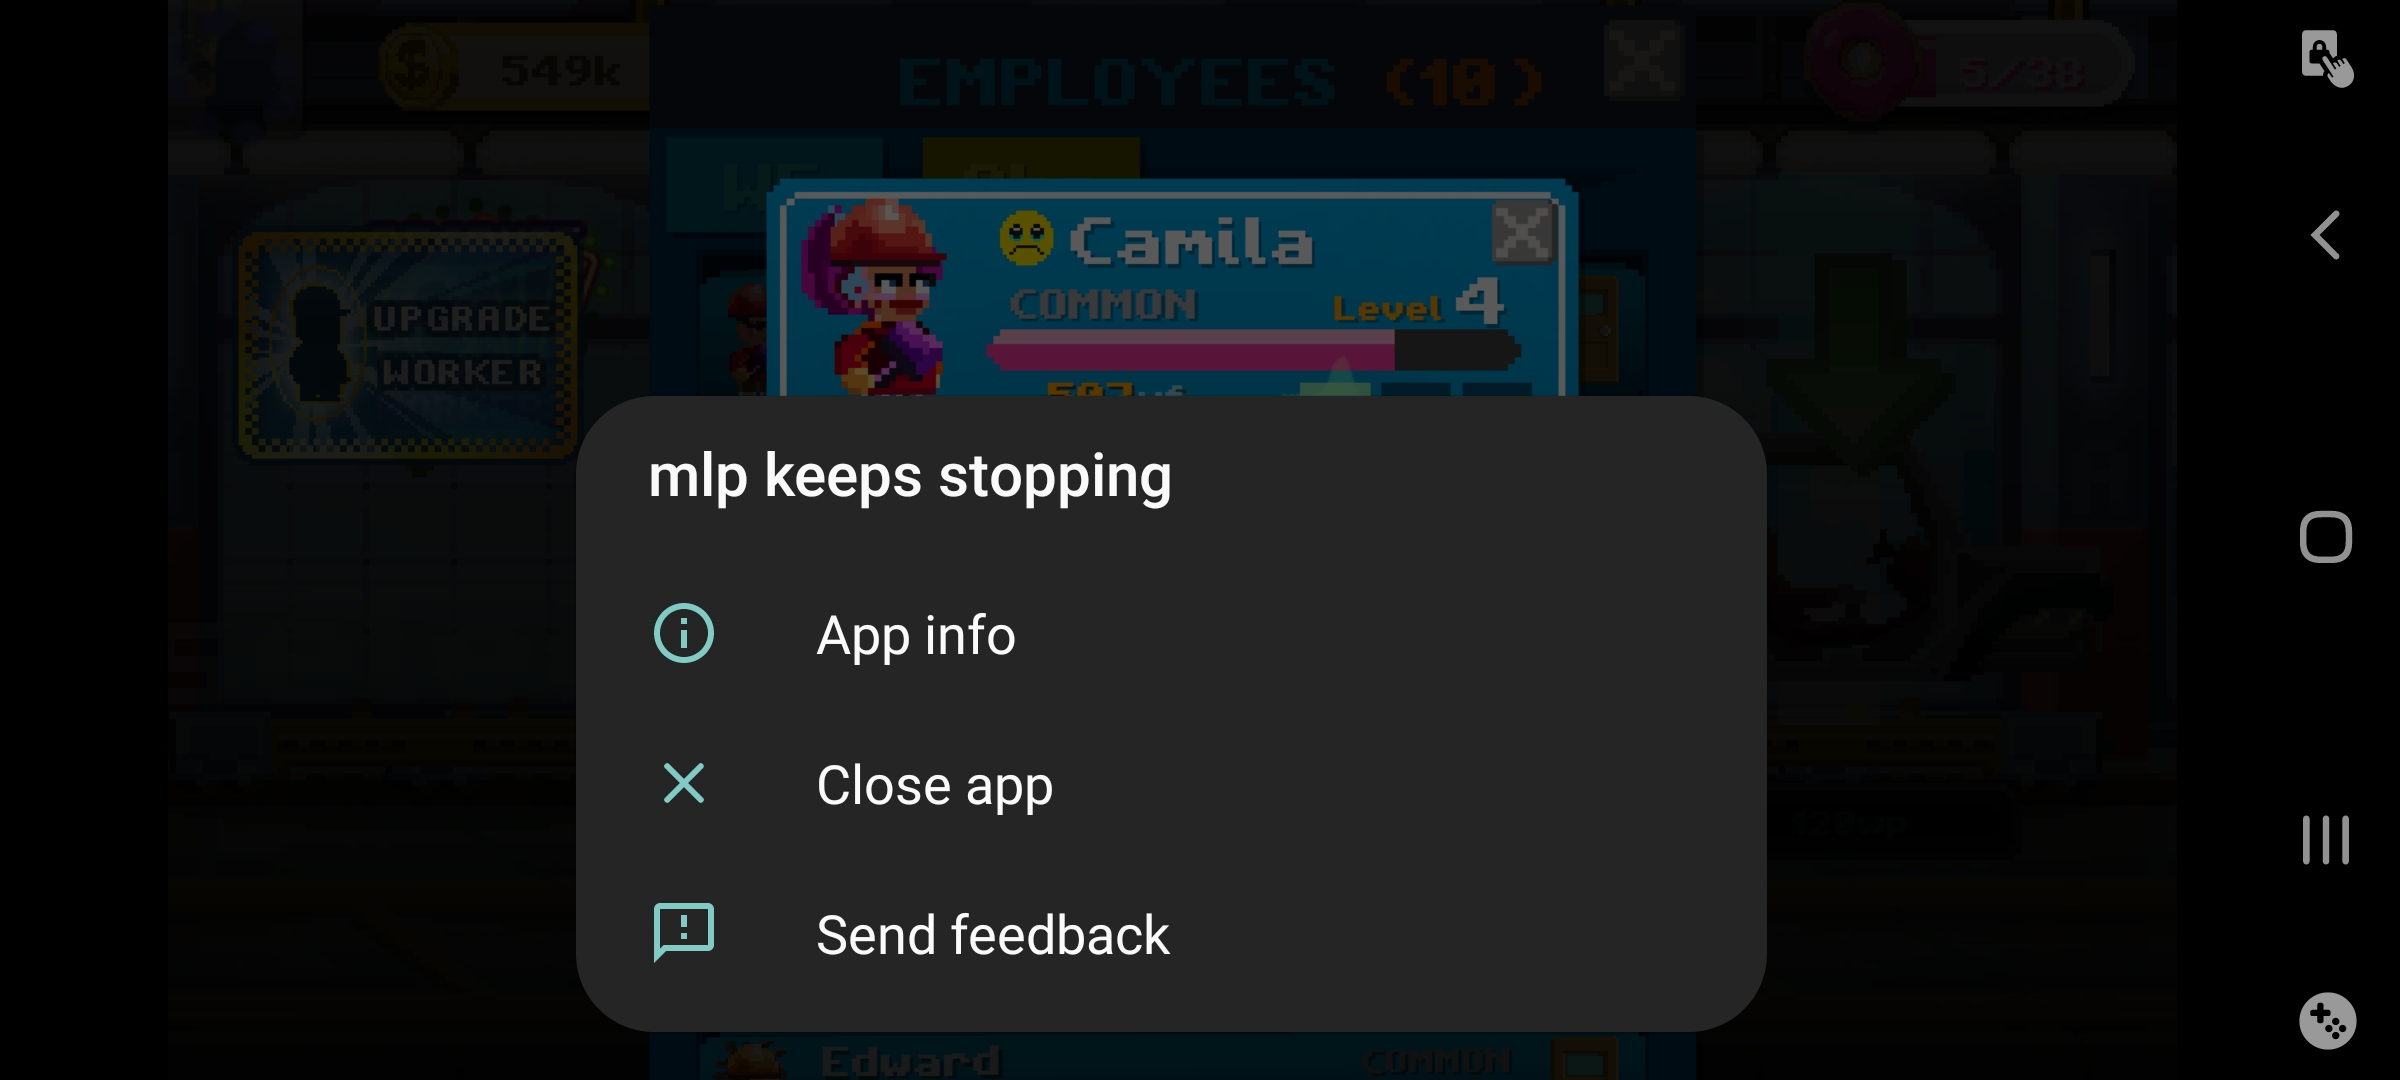 549k
EMPLOYEES (10)
5/38
Camila
COMMON
Level 4
UPGRADE
WORKER
mlp keeps stopping
App info
Close app
Send feedback
Edward
COMMON